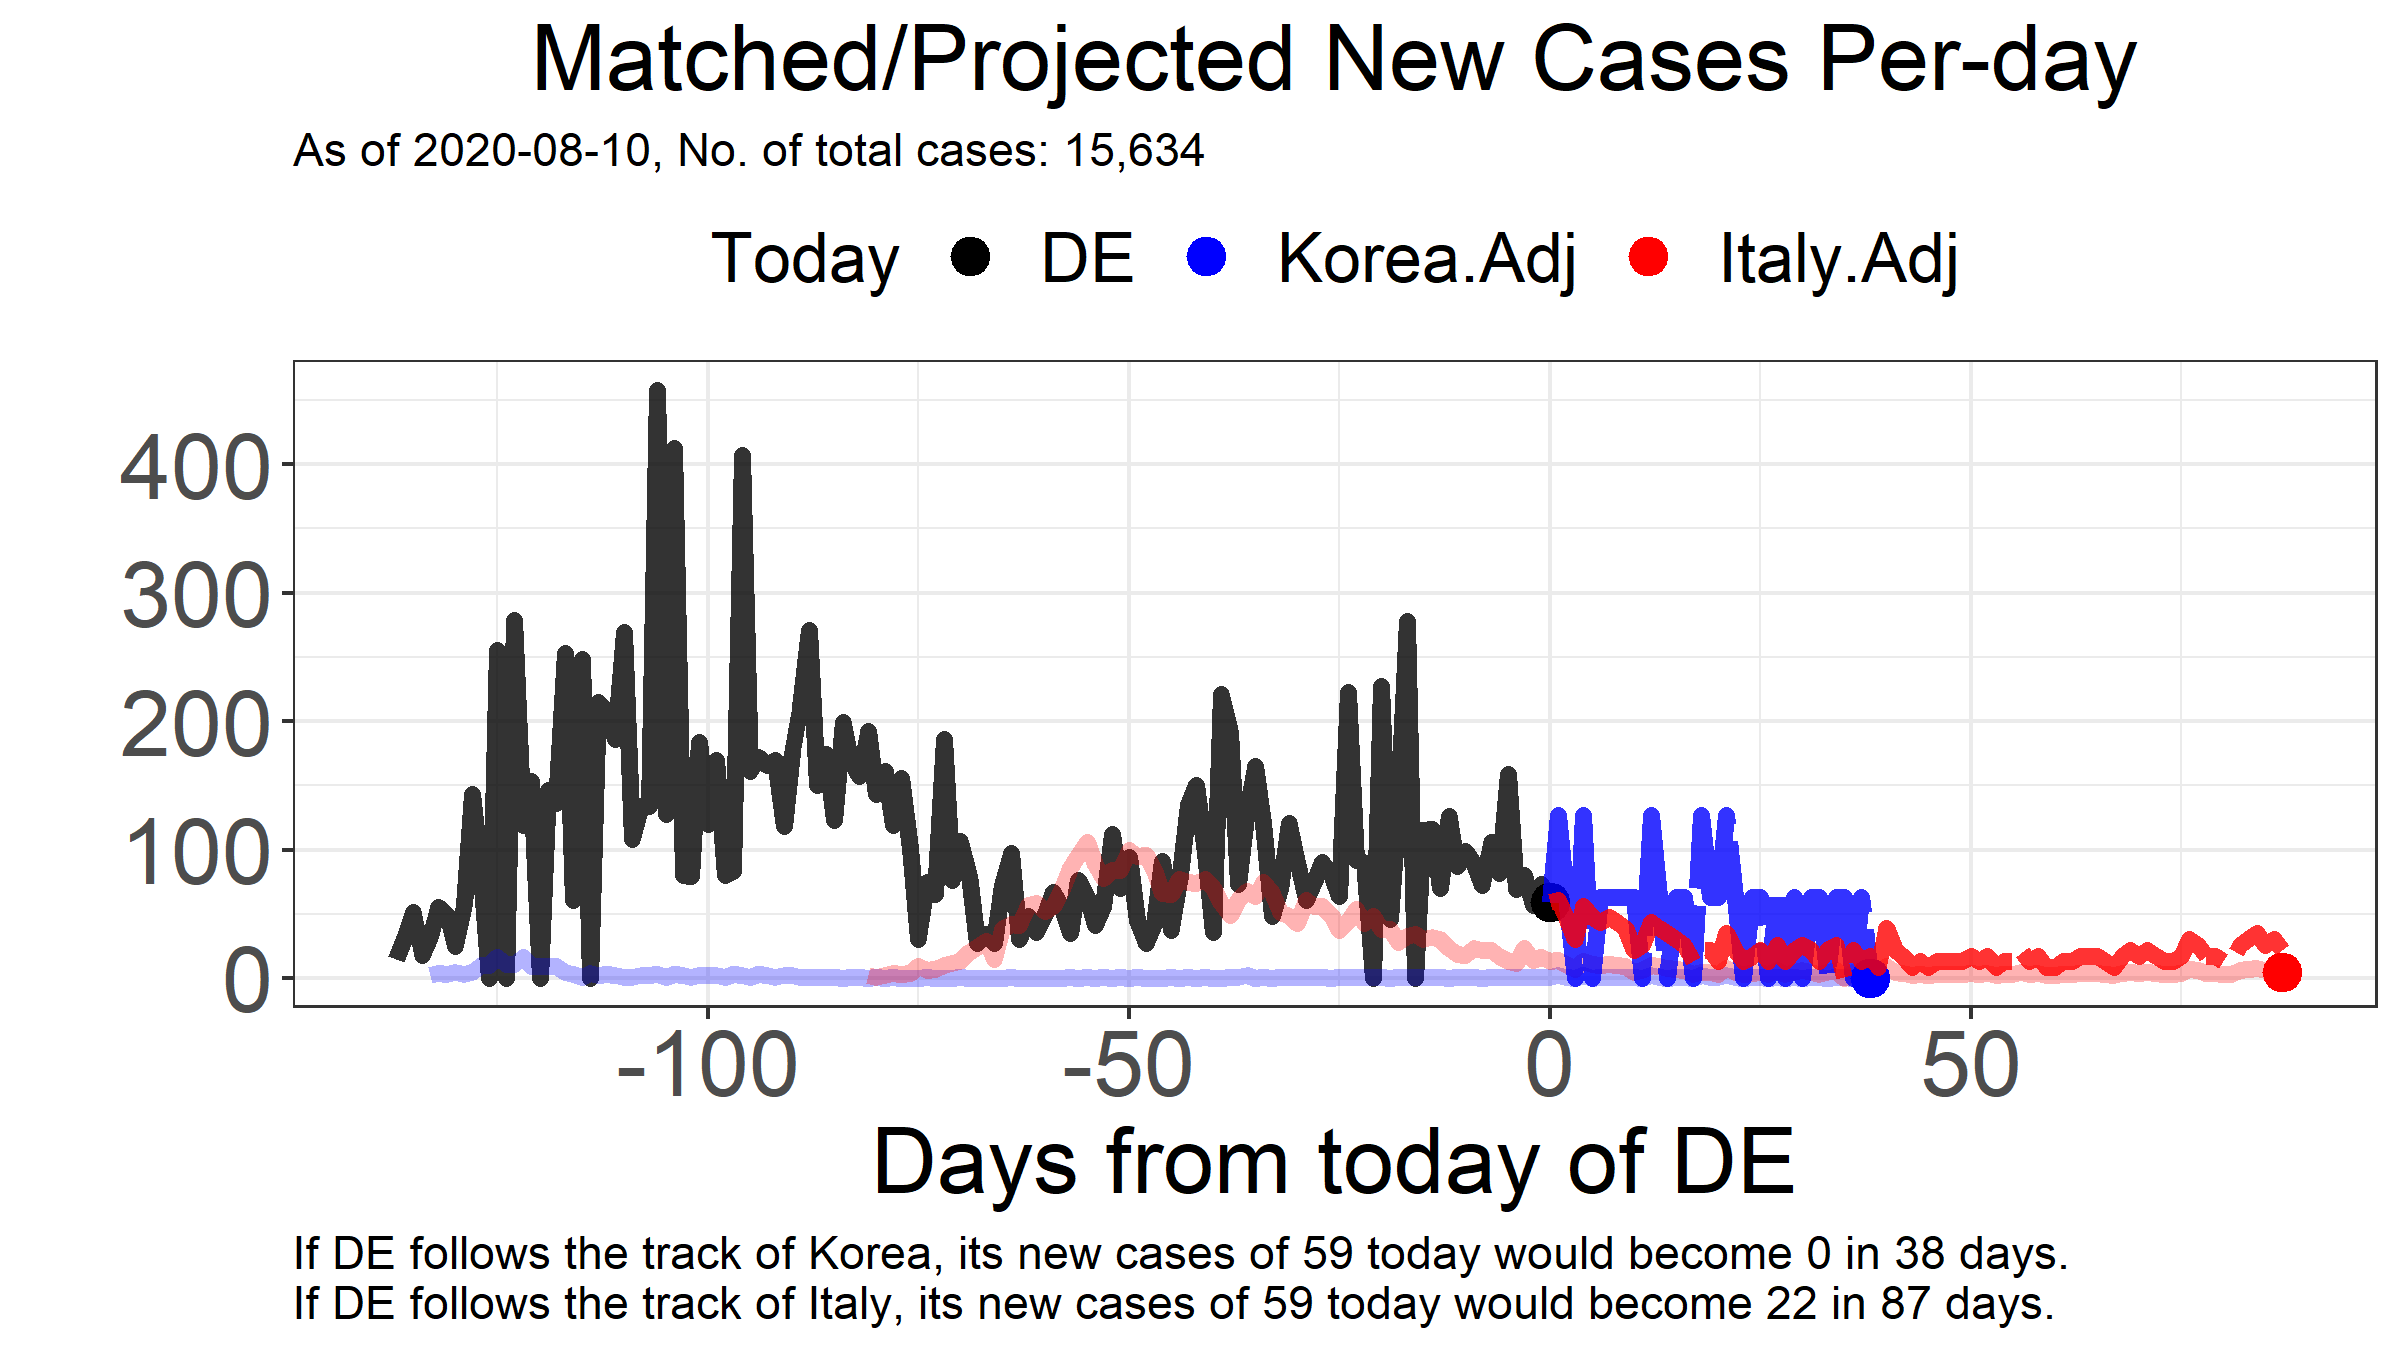 Matched/Projected New Cases Per-day
As of 2020-08-10, No. of total cases: 15,634
Today DE Korea.Adj Italy.Adj
400
300
200
100
0
-100 -50 0 50
Days from today of DE
If DE follows the track of Korea, its new cases of 59 today would become 0 in 38 days.
If DE follows the track of Italy, its new cases of 59 today would become 22 in 87 days.